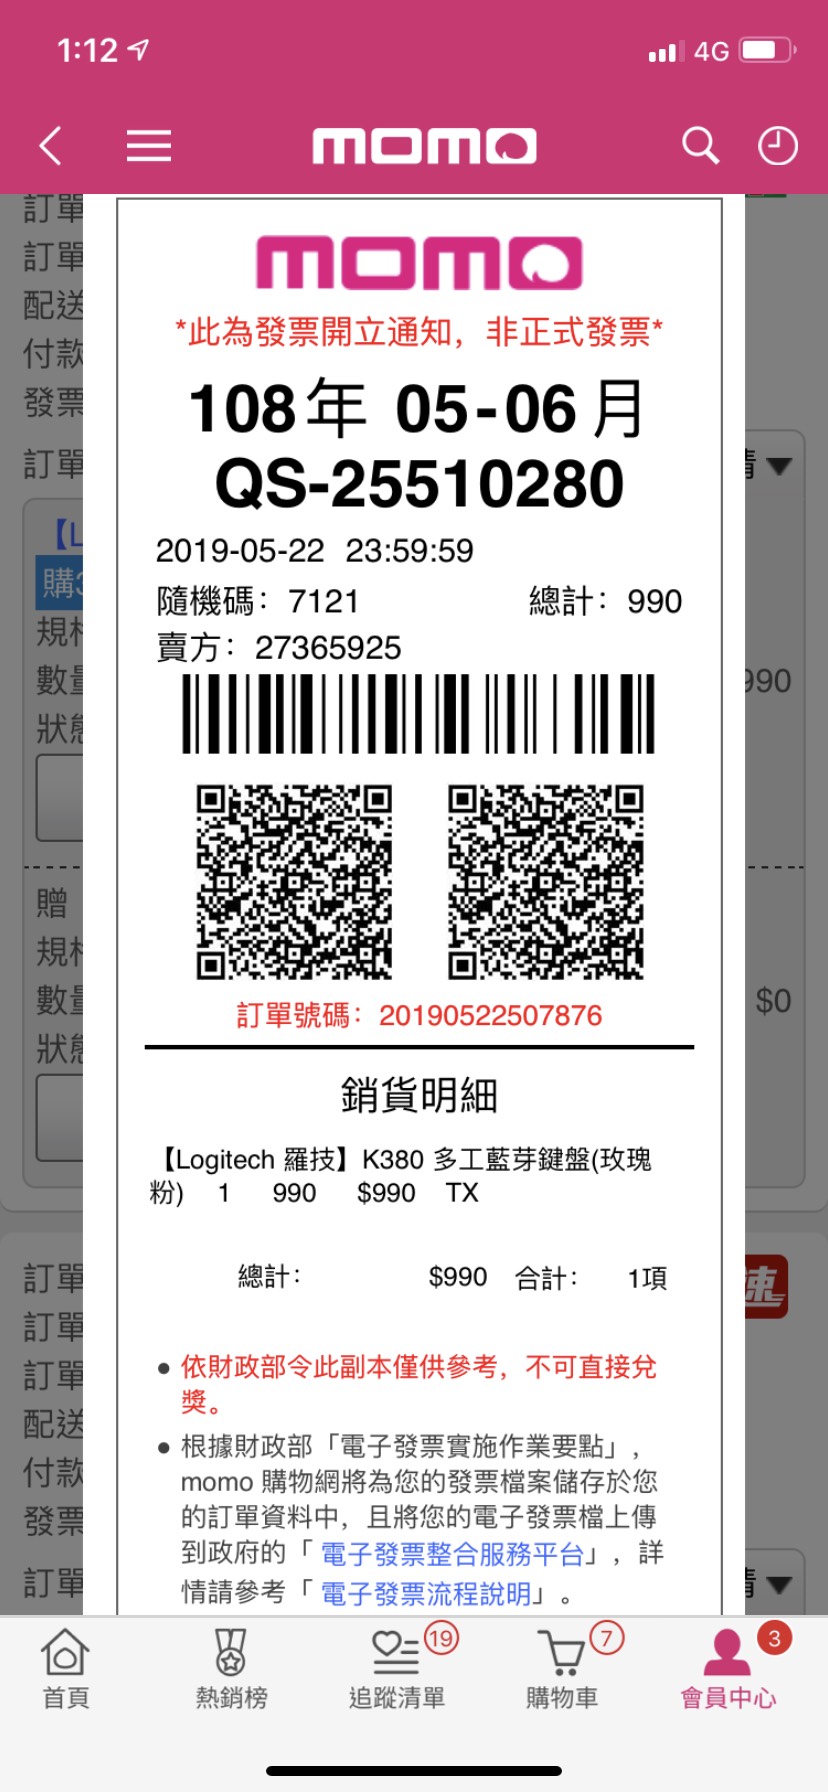 1:12
4G
momo
訂單
訂單
配送
付款
發票
訂單
情
【L
購3
規格
數量
990
狀態
贈
規格
數量
$0
狀態
momo
*此為發票開立通知，非正式發票*
108年 05-06月
QS-25510280
2019-05-22 23:59:59
隨機碼：7121 總計：990
賣方：27365925
訂單號碼：20190522507876
銷貨明細
【Logitech 羅技】K380 多工藍芽鍵盤(玫瑰
粉) 1 990 $990 TX
總計： $990 合計： 1項
依財政部令此副本僅供參考，不可直接兌
獎。
根據財政部「電子發票實施作業要點」，
momo 購物網將為您的發票檔案儲存於您
的訂單資料中，且將您的電子發票檔上傳
到政府的「 電子發票整合服務平台」，詳
情請參考「 電子發票流程說明」。
訂單
速
訂單
訂單
配送
付款
發票
訂單
情
19
7
3
首頁
熱銷榜
追蹤清單
購物車
會員中心